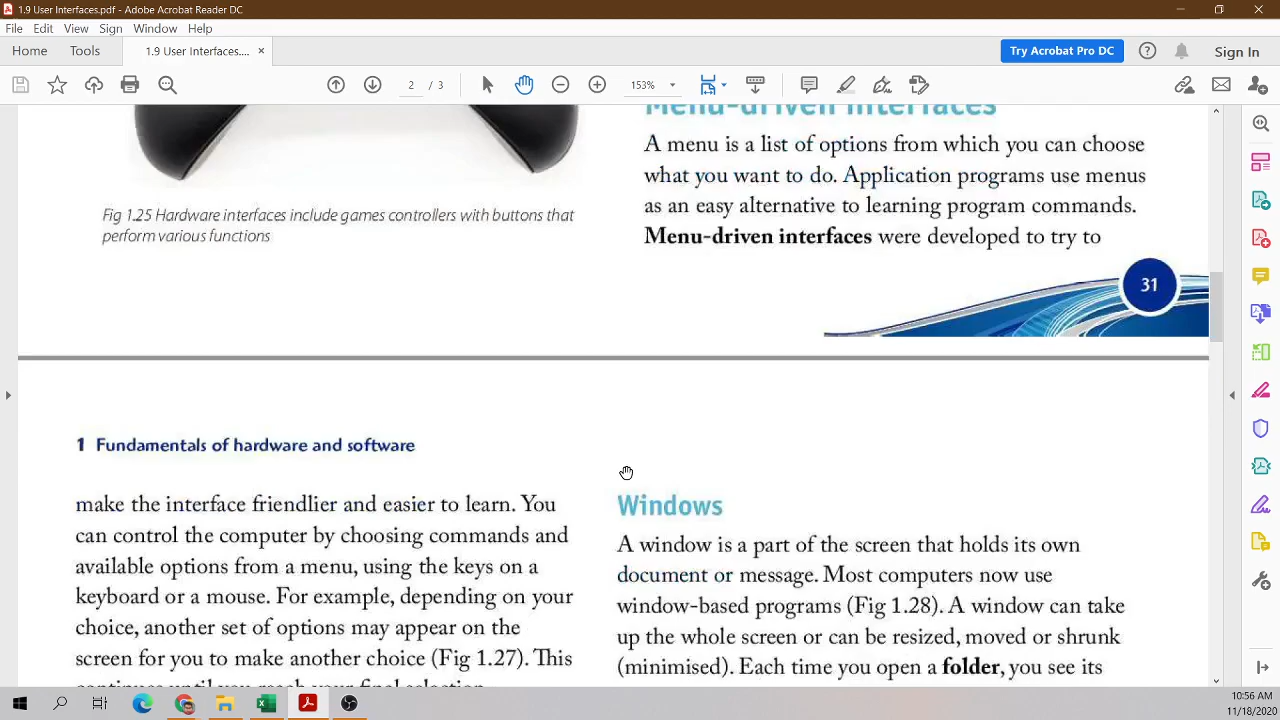 1.9 User Interfaces.pdf - Adobe Acrobat Reader DC
File Edit View Sign Window Help
Home Tools 1.9 User Interfaces.... × Try Acrobat Pro DC Sign In
2 / 3 153%
Menu-driven interfaces
A menu is a list of options from which you can choose
what you want to do. Application programs use menus
as an easy alternative to learning program commands.
Menu-driven interfaces were developed to try to
Fig 1.25 Hardware interfaces include games controllers with buttons that
perform various functions
31
1 Fundamentals of hardware and software
make the interface friendlier and easier to learn. You
can control the computer by choosing commands and
available options from a menu, using the keys on a
keyboard or a mouse. For example, depending on your
choice, another set of options may appear on the
screen for you to make another choice (Fig 1.27). This
continues until you reach your final selection
Windows
A window is a part of the screen that holds its own
document or message. Most computers now use
window-based programs (Fig 1.28). A window can take
up the whole screen or can be resized, moved or shrunk
(minimised). Each time you open a folder, you see its
10:56 AM
11/18/2020